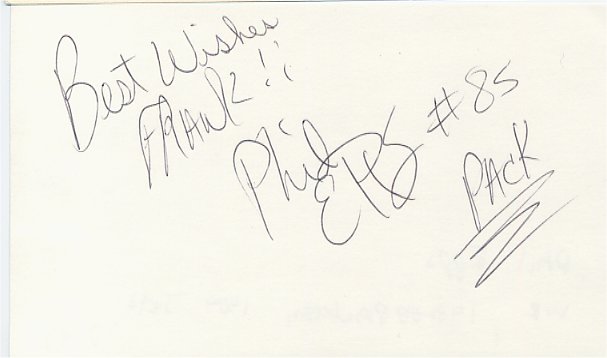 Best Wishes
FRANK!!
Phil
Epps
#85
PACK